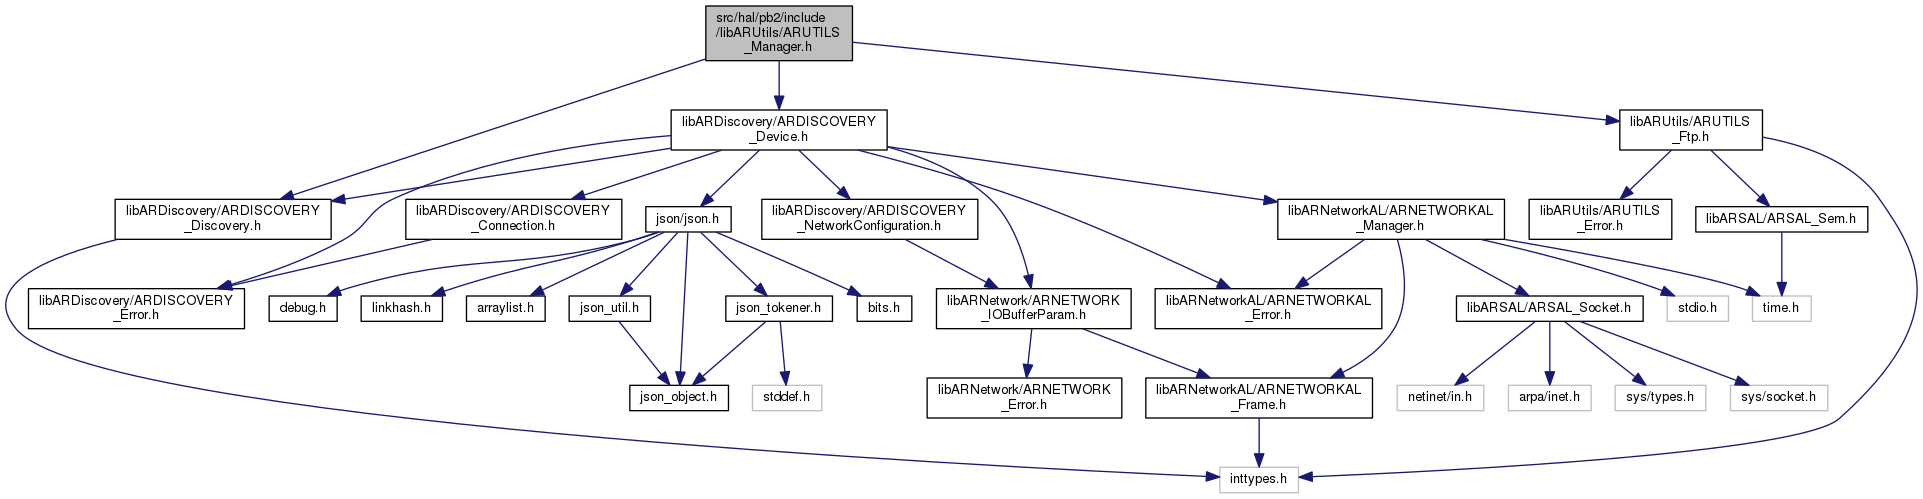 src/hal/pb2/include
/libARUtils/ARUTILS
_Manager.h
libARDiscovery/ARDISCOVERY
_Device.h
libARUtils/ARUTILS
_Ftp.h
libARDiscovery/ARDISCOVERY
_Discovery.h
libARDiscovery/ARDISCOVERY
_Connection.h
json/json.h
libARDiscovery/ARDISCOVERY
_NetworkConfiguration.h
libARNetworkAL/ARNETWORKAL
_Manager.h
libARUtils/ARUTILS
_Error.h
libARSAL/ARSAL_Sem.h
libARDiscovery/ARDISCOVERY
_Error.h
debug.h
linkhash.h
arraylist.h
json_util.h
json_tokener.h
bits.h
libARNetwork/ARNETWORK
_IOBufferParam.h
libARNetworkAL/ARNETWORKAL
_Error.h
libARSAL/ARSAL_Socket.h
stdio.h
time.h
json_object.h
stddef.h
libARNetwork/ARNETWORK
_Error.h
libARNetworkAL/ARNETWORKAL
_Frame.h
netinet/in.h
arpa/inet.h
sys/types.h
sys/socket.h
inttypes.h